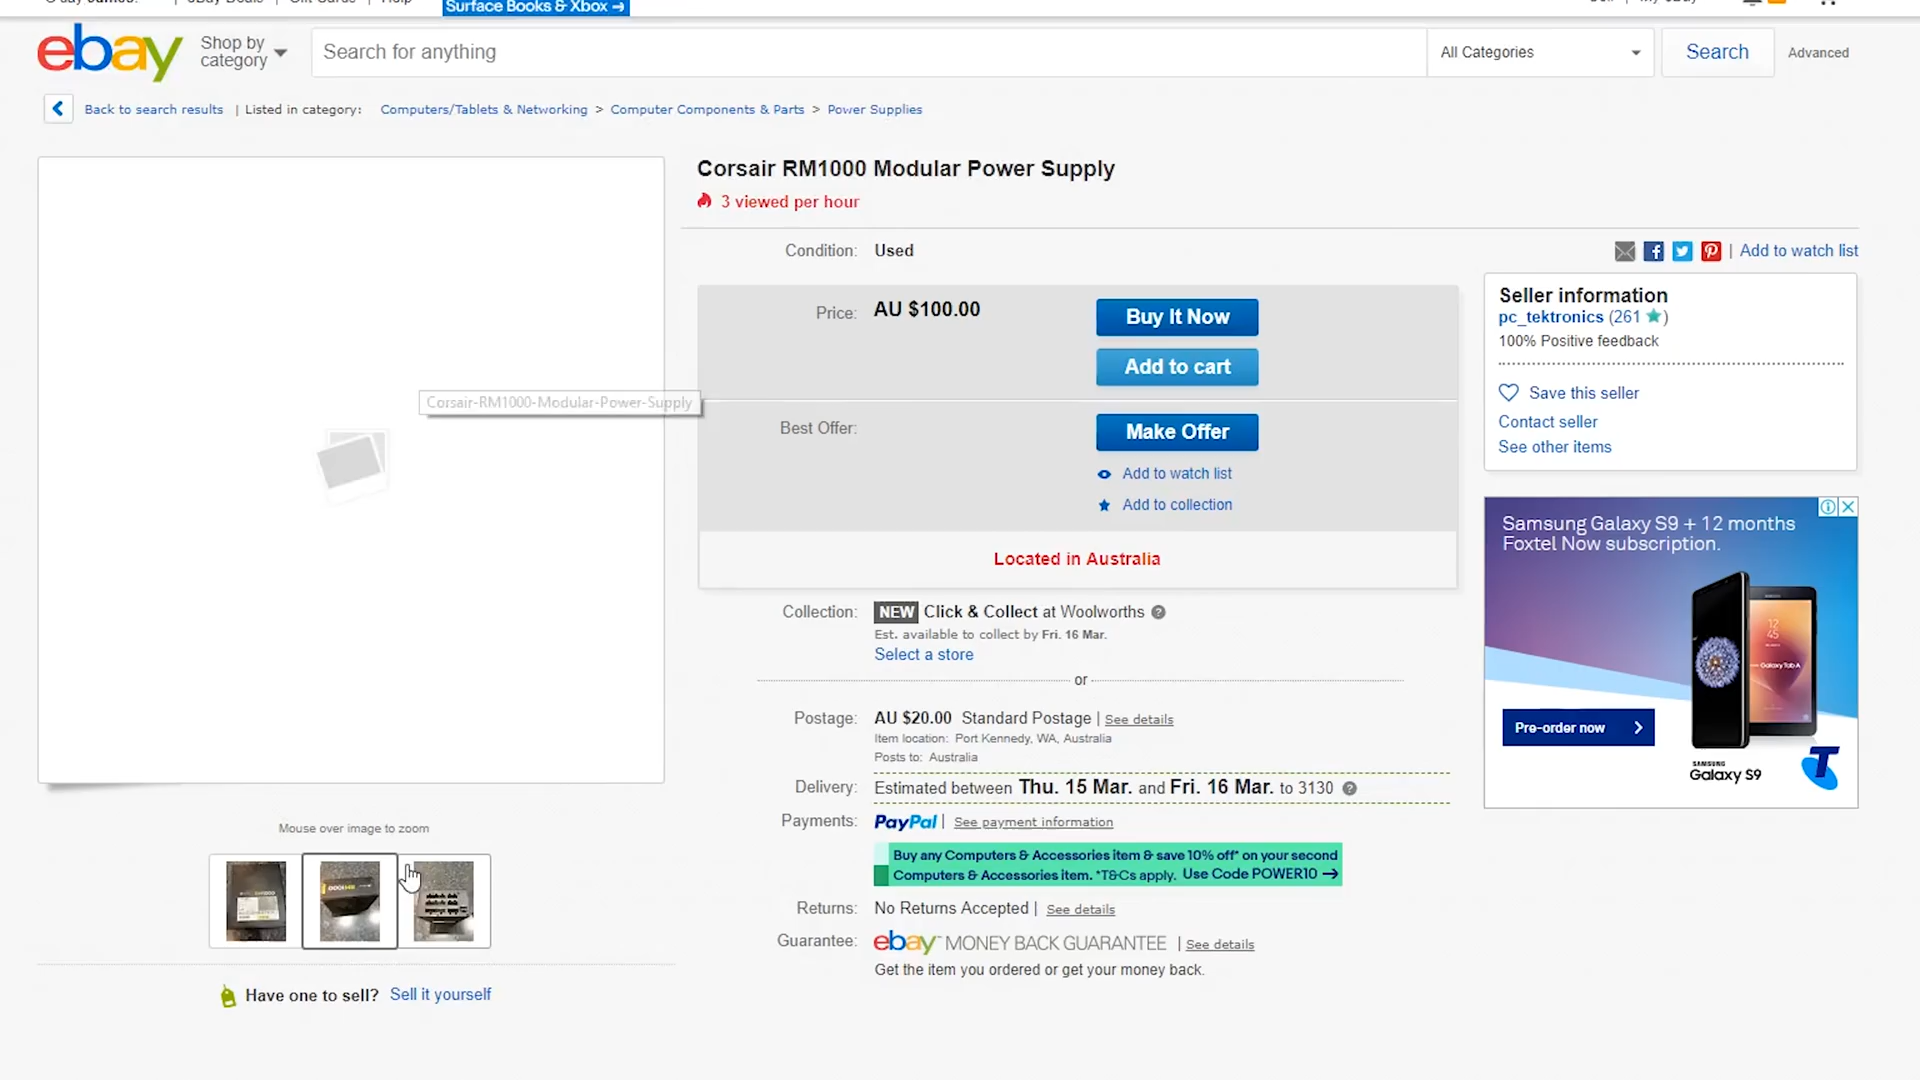 Surface Books & Xbox →
ebay
Shop by
category
Search for anything
All Categories
Search
Advanced
Back to search results | Listed in category: Computers/Tablets & Networking > Computer Components & Parts > Power Supplies
Corsair RM1000 Modular Power Supply
3 viewed per hour
Condition: Used
| Add to watch list
Price: AU $100.00
Buy It Now
Add to cart
Corsair-RM1000-Modular-Power-Supply
Best Offer:
Make Offer
Add to watch list
Add to collection
Located in Australia
Collection: NEW Click & Collect at Woolworths
Est. available to collect by Fri. 16 Mar.
Select a store
or
Postage: AU $20.00 Standard Postage | See details
Item location: Port Kennedy, WA, Australia
Posts to: Australia
Delivery: Estimated between Thu. 15 Mar. and Fri. 16 Mar. to 3130
Payments: PayPal | See payment information
Buy any Computers & Accessories item & save 10% off* on your second
Computers & Accessories item. *T&Cs apply. Use Code POWER10 →
Returns: No Returns Accepted | See details
Guarantee: ebay™ MONEY BACK GUARANTEE | See details
Get the item you ordered or get your money back.
Seller information
pc_tektronics (261 ★)
100% Positive feedback
Save this seller
Contact seller
See other items
Samsung Galaxy S9 + 12 months
Foxtel Now subscription.
12
45
Galaxy Tab A
Pre-order now
SAMSUNG
Galaxy S9
T
Mouse over image to zoom
Have one to sell? Sell it yourself